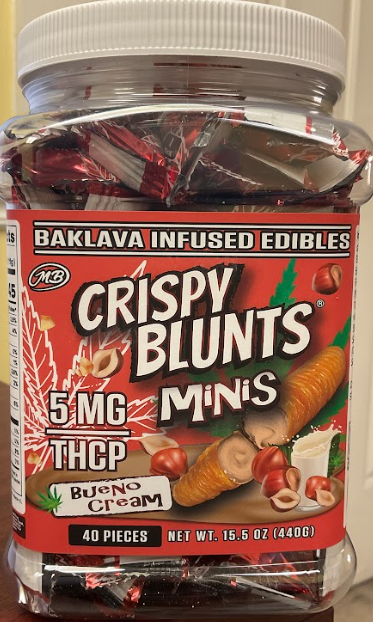 BAKLAVA INFUSED EDIBLES
MB
CRISPY
BLUNTS®
MiNiS
5 MG
THCP
BUENO
CREAM
40 PIECES
NET WT. 15.5 OZ (440G)